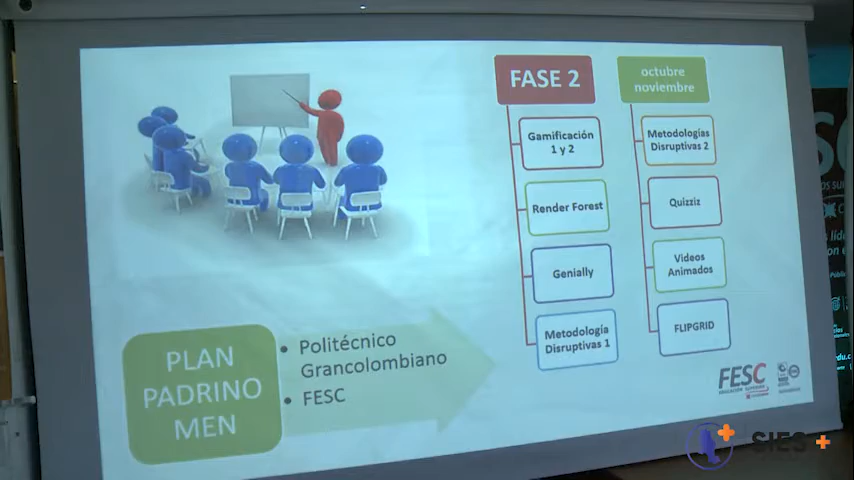 FASE 2
Gamificación
1 y 2
Render Forest
Genially
Metodología
Disruptivas 1
octubre
noviembre
Metodologías
Disruptivas 2
Quizziz
Videos
Animados
FLIPGRID
PLAN
PADRINO
MEN
• Politécnico
Grancolombiano
• FESC
FESC
SIES +